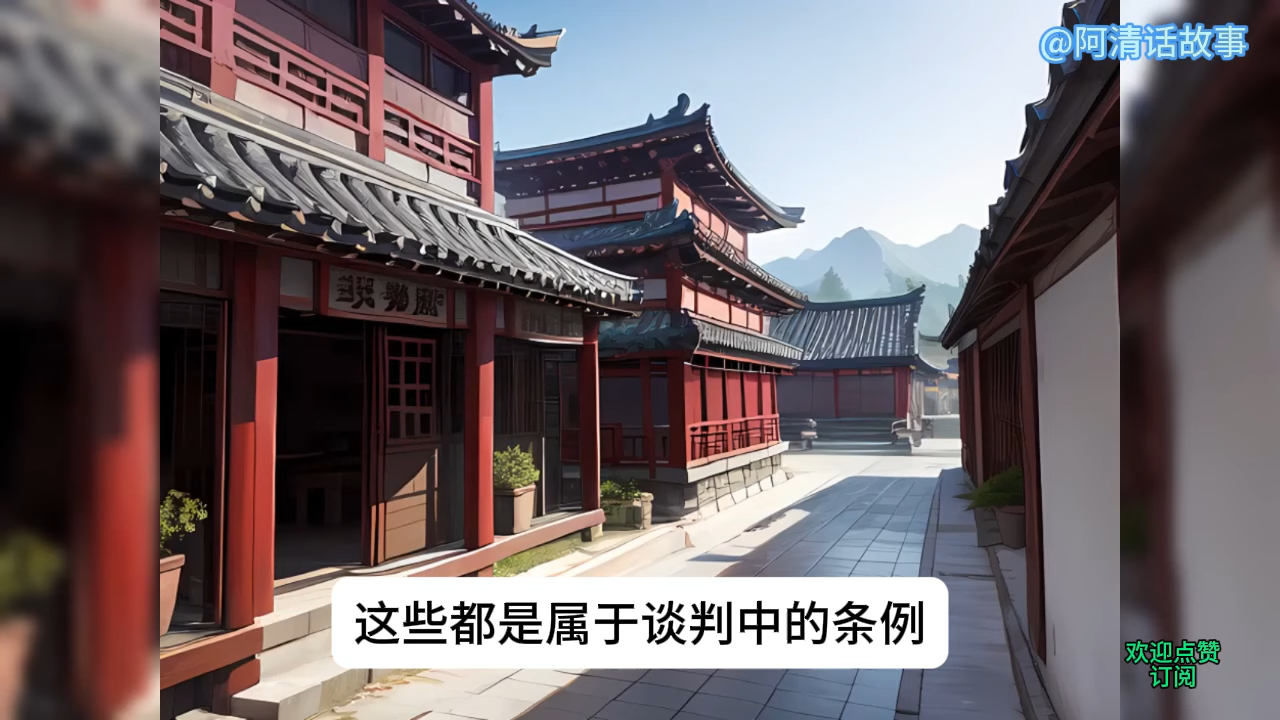 @阿清话故事
这些都是属于谈判中的条例
欢迎点赞
订阅